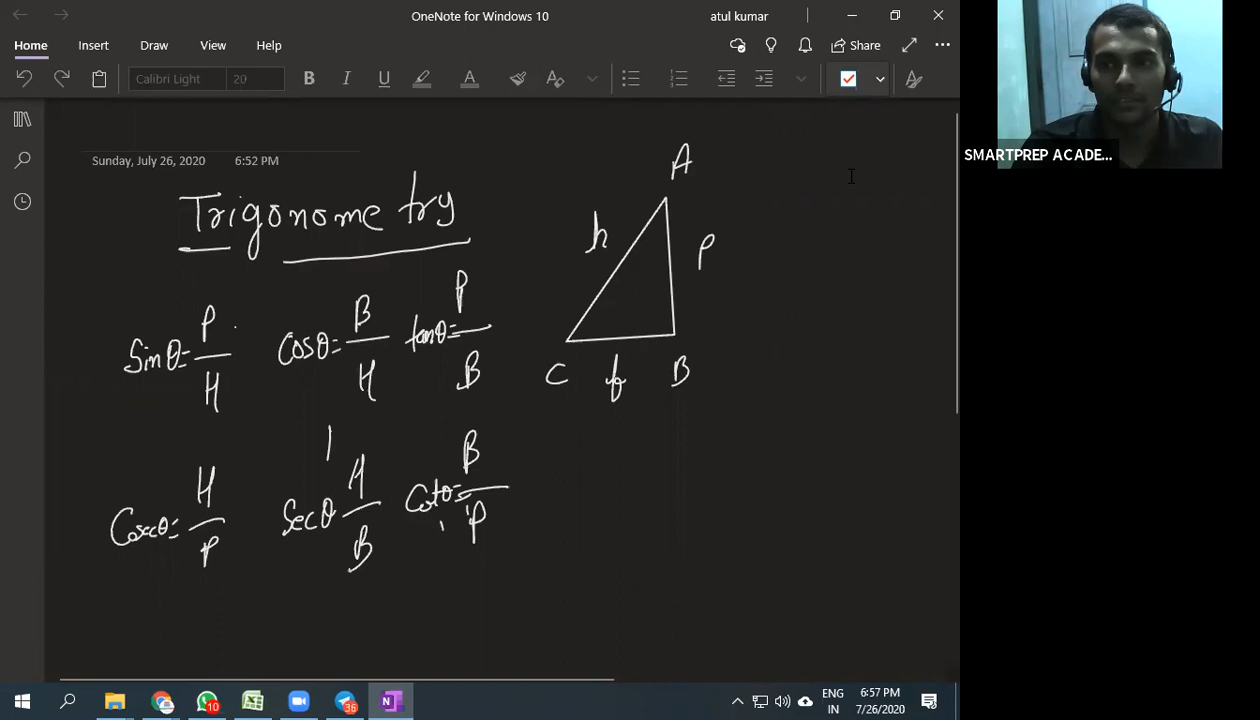 OneNote for Windows 10
atul kumar
Home Insert Draw View Help
Share
Calibri Light 20
B I U
SMARTPREP ACADE...
Sunday, July 26, 2020 6:52 PM
Trigonometry
Sinθ = P/H Cosθ = B/H tanθ = P/B
Cosecθ = H/P Secθ H/B Cotθ = B/P
A
h
P
C b B
10
36
N
ENG
IN
6:57 PM
7/26/2020